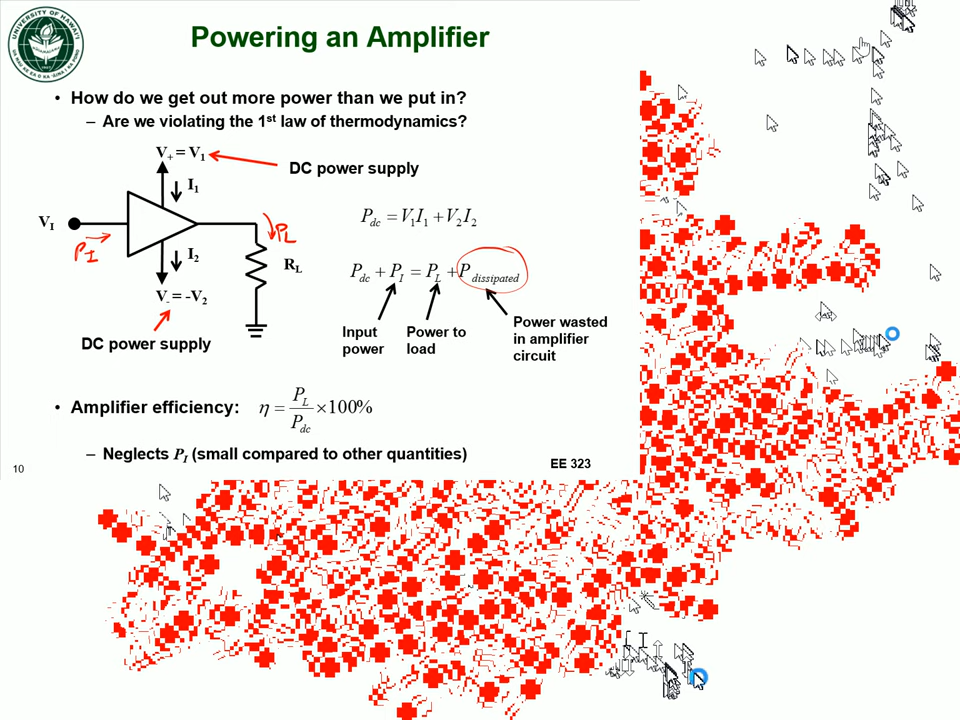 UNIVERSITY OF HAWAI'I
Powering an Amplifier
• How do we get out more power than we put in?
– Are we violating the 1st law of thermodynamics?
V+ = V1
DC power supply
I1
VI
PI
PL
Pdc = V1I1 + V2I2
I2
RL
Pdc + PI = PL + Pdissipated
V- = -V2
DC power supply
Input power
Power to load
Power wasted in amplifier circuit
• Amplifier efficiency: η = PL/Pdc ×100%
– Neglects PI (small compared to other quantities)
10
EE 323